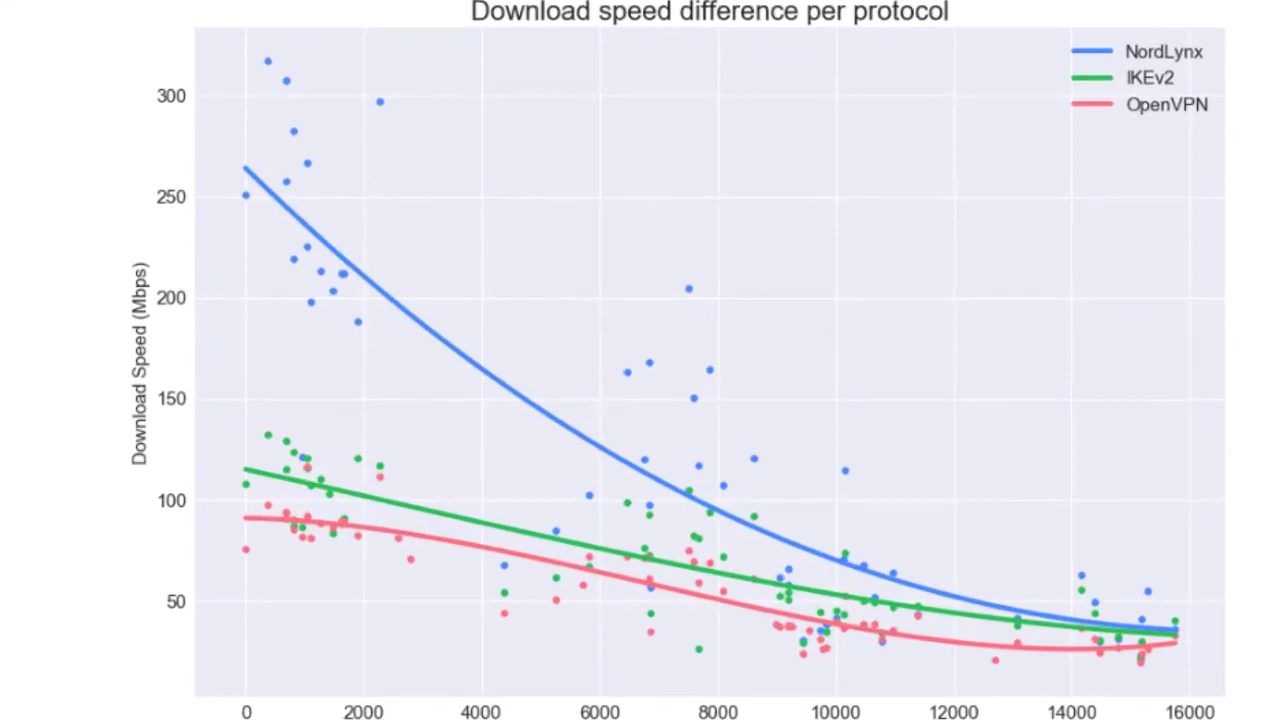 Download speed difference per protocol
NordLynx
IKEv2
OpenVPN
Download Speed (Mbps)
300
250
200
150
100
50
0 2000 4000 6000 8000 10000 12000 14000 16000